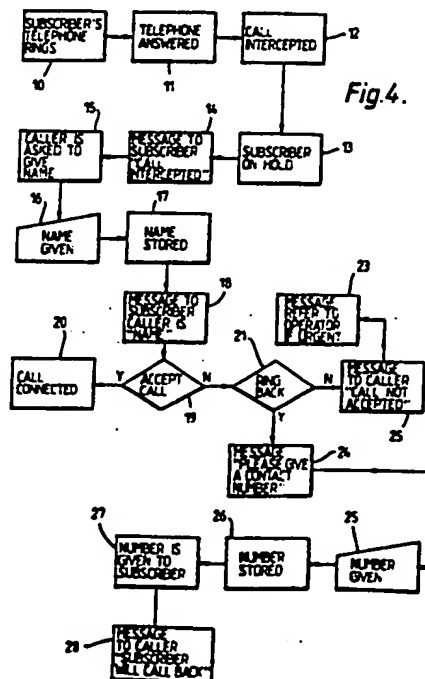 Fig.4.
SUBSCRIBER'S
TELEPHONE
RINGS
10
TELEPHONE
ANSWERED
11
CALL
INTERCEPTED
12
SUBSCRIBER
ON HOLD
13
MESSAGE TO
SUBSCRIBER
"CALL
INTERCEPTED"
14
CALLER IS
ASKED TO
GIVE
NAME
15
NAME
GIVEN
16
NAME
STORED
17
MESSAGE TO
SUBSCRIBER
CALLER IS
"NAME"
18
ACCEPT
CALL
19
Y
N
CALL
CONNECTED
20
RING
BACK
21
N
Y
MESSAGE
TO CALLER
"CALL NOT
ACCEPTED"
25
MESSAGE
REFER TO
OPERATOR
IF URGENT
23
MESSAGE
"PLEASE GIVE
A CONTACT
NUMBER"
24
NUMBER
GIVEN
25
NUMBER
STORED
26
NUMBER IS
GIVEN TO
SUBSCRIBER
27
MESSAGE
TO CALLER
"SUBSCRIBER
WILL CALL BACK"
28